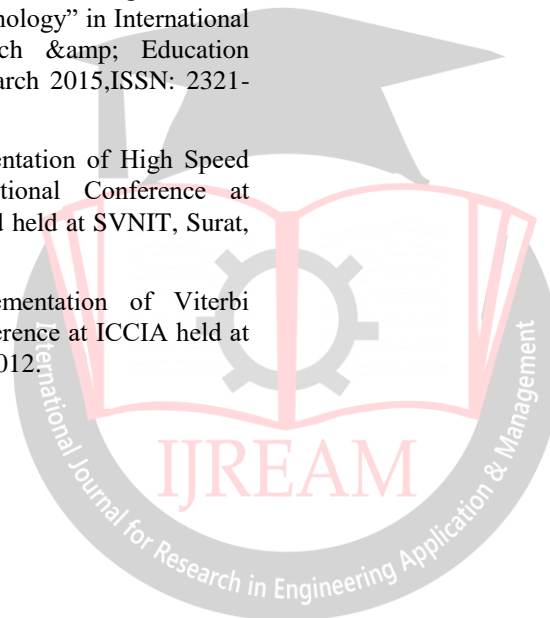 nology” in International
ch &amp; Education
arch 2015,ISSN: 2321-
entation of High Speed
tional Conference at
d held at SVNIT, Surat,
ementation of Viterbi
erence at ICCIA held at
2012.
IJREAM
International Journal for Research in Engineering Application & Management